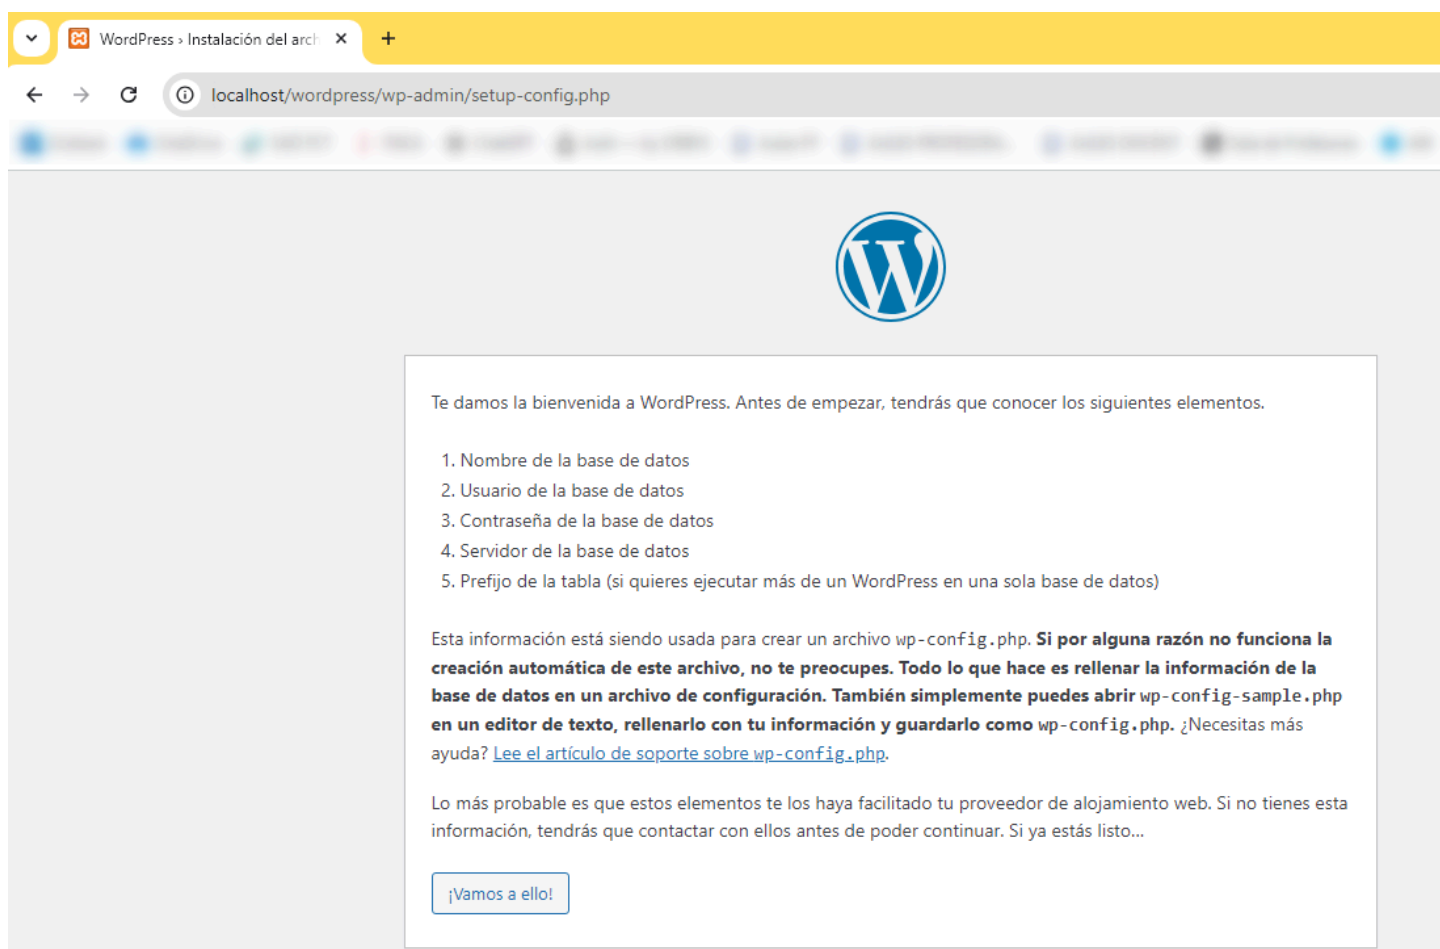 WordPress › Instalación del arch
localhost/wordpress/wp-admin/setup-config.php
Te damos la bienvenida a WordPress. Antes de empezar, tendrás que conocer los siguientes elementos.
1. Nombre de la base de datos
2. Usuario de la base de datos
3. Contraseña de la base de datos
4. Servidor de la base de datos
5. Prefijo de la tabla (si quieres ejecutar más de un WordPress en una sola base de datos)
Esta información está siendo usada para crear un archivo wp-config.php. Si por alguna razón no funciona la
creación automática de este archivo, no te preocupes. Todo lo que hace es rellenar la información de la
base de datos en un archivo de configuración. También simplemente puedes abrir wp-config-sample.php
en un editor de texto, rellenarlo con tu información y guardarlo como wp-config.php. ¿Necesitas más
ayuda? Lee el artículo de soporte sobre wp-config.php.
Lo más probable es que estos elementos te los haya facilitado tu proveedor de alojamiento web. Si no tienes esta
información, tendrás que contactar con ellos antes de poder continuar. Si ya estás listo...
¡Vamos a ello!